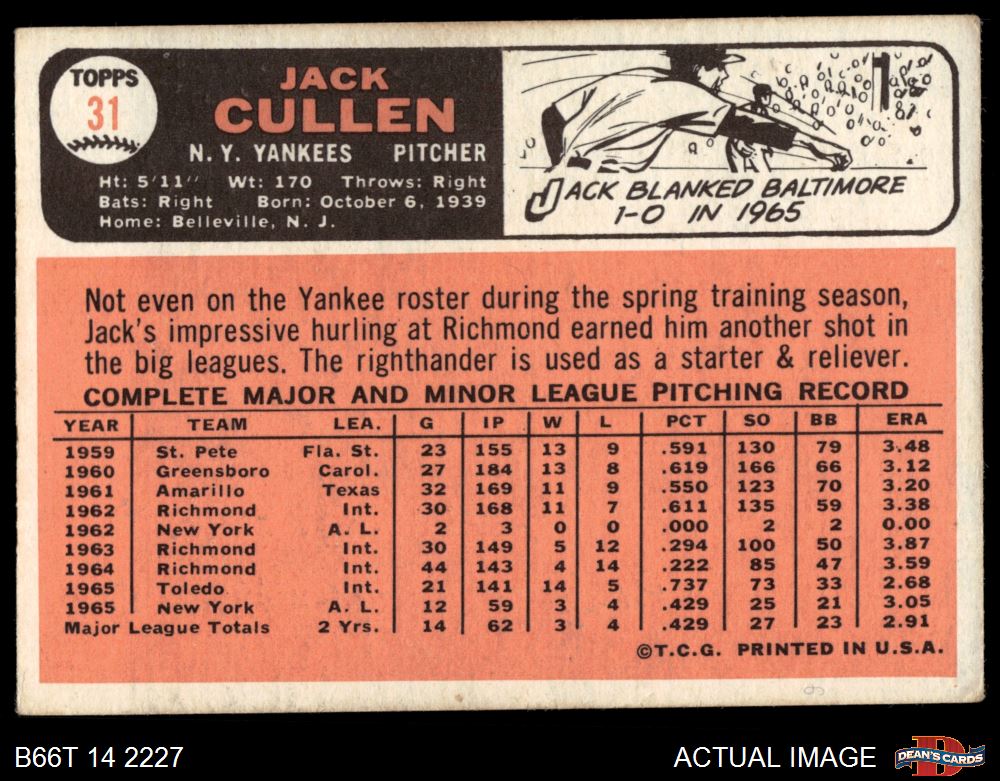 TOPPS
31
JACK
CULLEN
N. Y. YANKEES PITCHER
Ht: 5'11" Wt: 170 Throws: Right
Bats: Right Born: October 6, 1939
Home: Belleville, N. J.
JACK BLANKED BALTIMORE
1-0 IN 1965
Not even on the Yankee roster during the spring training season,
Jack's impressive hurling at Richmond earned him another shot in
the big leagues. The righthander is used as a starter & reliever.
COMPLETE MAJOR AND MINOR LEAGUE PITCHING RECORD
YEAR TEAM LEA. G IP W L PCT SO BB ERA
1959 St. Pete Fla. St. 23 155 13 9 .591 130 79 3.48
1960 Greensboro Carol. 27 184 13 8 .619 166 66 3.12
1961 Amarillo Texas 32 169 11 9 .550 123 70 3.20
1962 Richmond Int. 30 168 11 7 .611 135 59 3.38
1962 New York A. L. 2 3 0 0 .000 2 2 0.00
1963 Richmond Int. 30 149 5 12 .294 100 50 3.87
1964 Richmond Int. 44 143 4 14 .222 85 47 3.59
1965 Toledo Int. 21 141 14 5 .737 73 33 2.68
1965 New York A. L. 12 59 3 4 .429 25 21 3.05
Major League Totals 2 Yrs. 14 62 3 4 .429 27 23 2.91
©T.C.G. PRINTED IN U.S.A.
B66T 14 2227 ACTUAL IMAGE DEAN'S CARDS